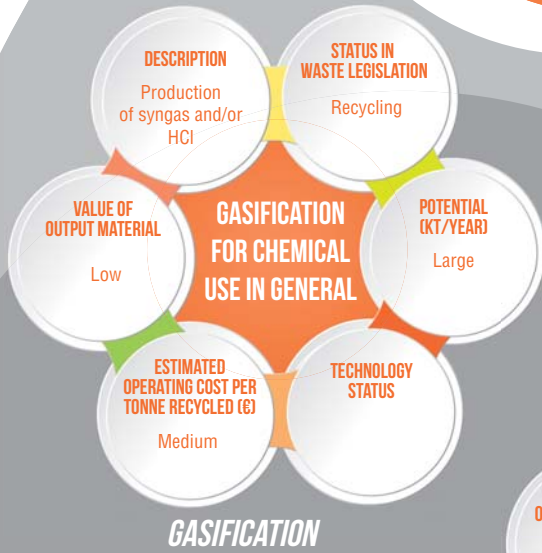 DESCRIPTION
Production
of syngas and/or
HCl
STATUS IN
WASTE LEGISLATION
Recycling
VALUE OF
OUTPUT MATERIAL
Low
GASIFICATION
FOR CHEMICAL
USE IN GENERAL
POTENTIAL
(KT/YEAR)
Large
ESTIMATED
OPERATING COST PER
TONNE RECYCLED (€)
Medium
TECHNOLOGY
STATUS
GASIFICATION